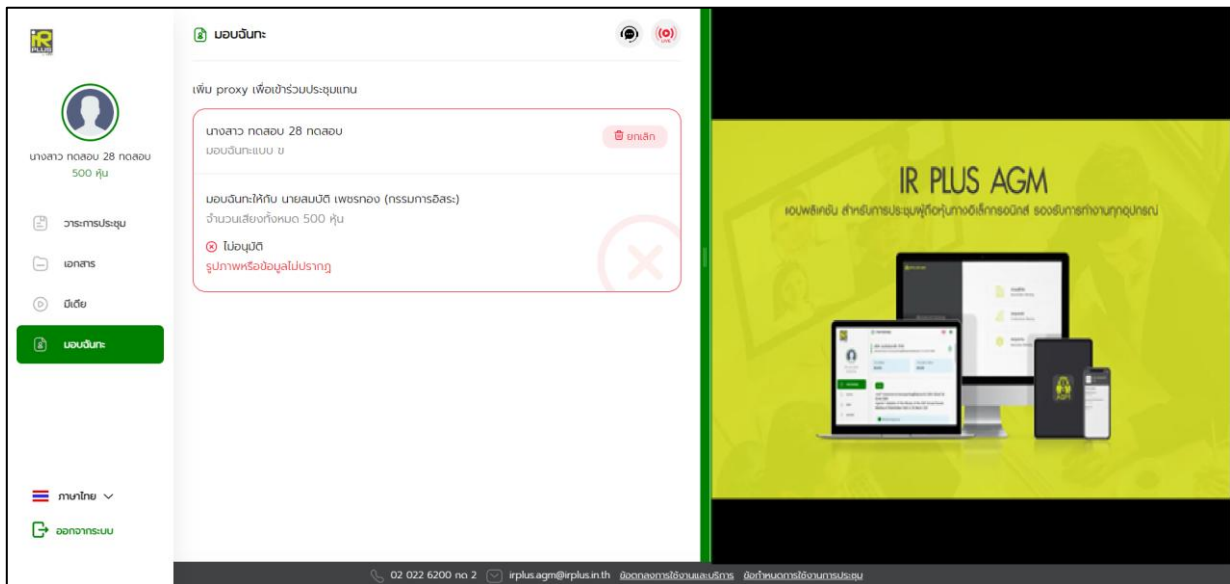 iR
PLUS
นางสาว ทดสอบ 28 ทดสอบ
500 หุ้น
วาระการประชุม
เอกสาร
มีเดีย
มอบฉันทะ
ภาษาไทย
ออกจากระบบ
มอบฉันทะ
LIVE
เพิ่ม proxy เพื่อเข้าร่วมประชุมแทน
นางสาว ทดสอบ 28 ทดสอบ
ยกเลิก
มอบฉันทะแบบ ข
มอบฉันทะให้กับ นายสมบัติ เพชรทอง (กรรมการอิสระ)
จำนวนเสียงทั้งหมด 500 หุ้น
ไม่อนุมัติ
รูปภาพหรือข้อมูลไม่ปรากฏ
IR PLUS AGM
แอปพลิเคชัน สำหรับการประชุมผู้ถือหุ้นทางอิเล็กทรอนิกส์ รองรับการทำงานทุกอุปกรณ์
AGM
02 022 6200 กด 2 irplus.agm@irplus.in.th ข้อตกลงการใช้งานและบริการ ข้อกำหนดการใช้งานการประชุม